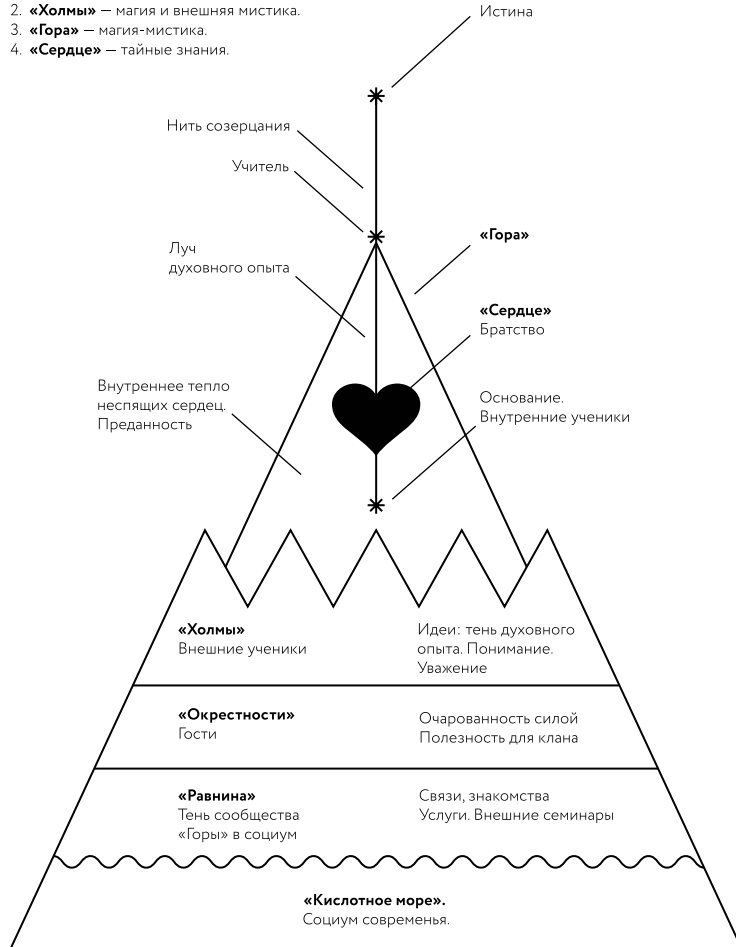 2. «Холмы» — магия и внешняя мистика.
3. «Гора» — магия-мистика.
4. «Сердце» — тайные знания.
Истина
Нить созерцания
Учитель
«Гора»
Луч
духовного опыта
«Сердце»
Братство
Внутреннее тепло
неспящих сердец.
Преданность
Основание.
Внутренние ученики
«Холмы»
Внешние ученики
Идеи: тень духовного
опыта. Понимание.
Уважение
«Окрестности»
Гости
Очарованность силой
Полезность для клана
«Равнина»
Тень сообщества
«Горы» в социум
Связи, знакомства
Услуги. Внешние семинары
«Кислотное море».
Социум современья.